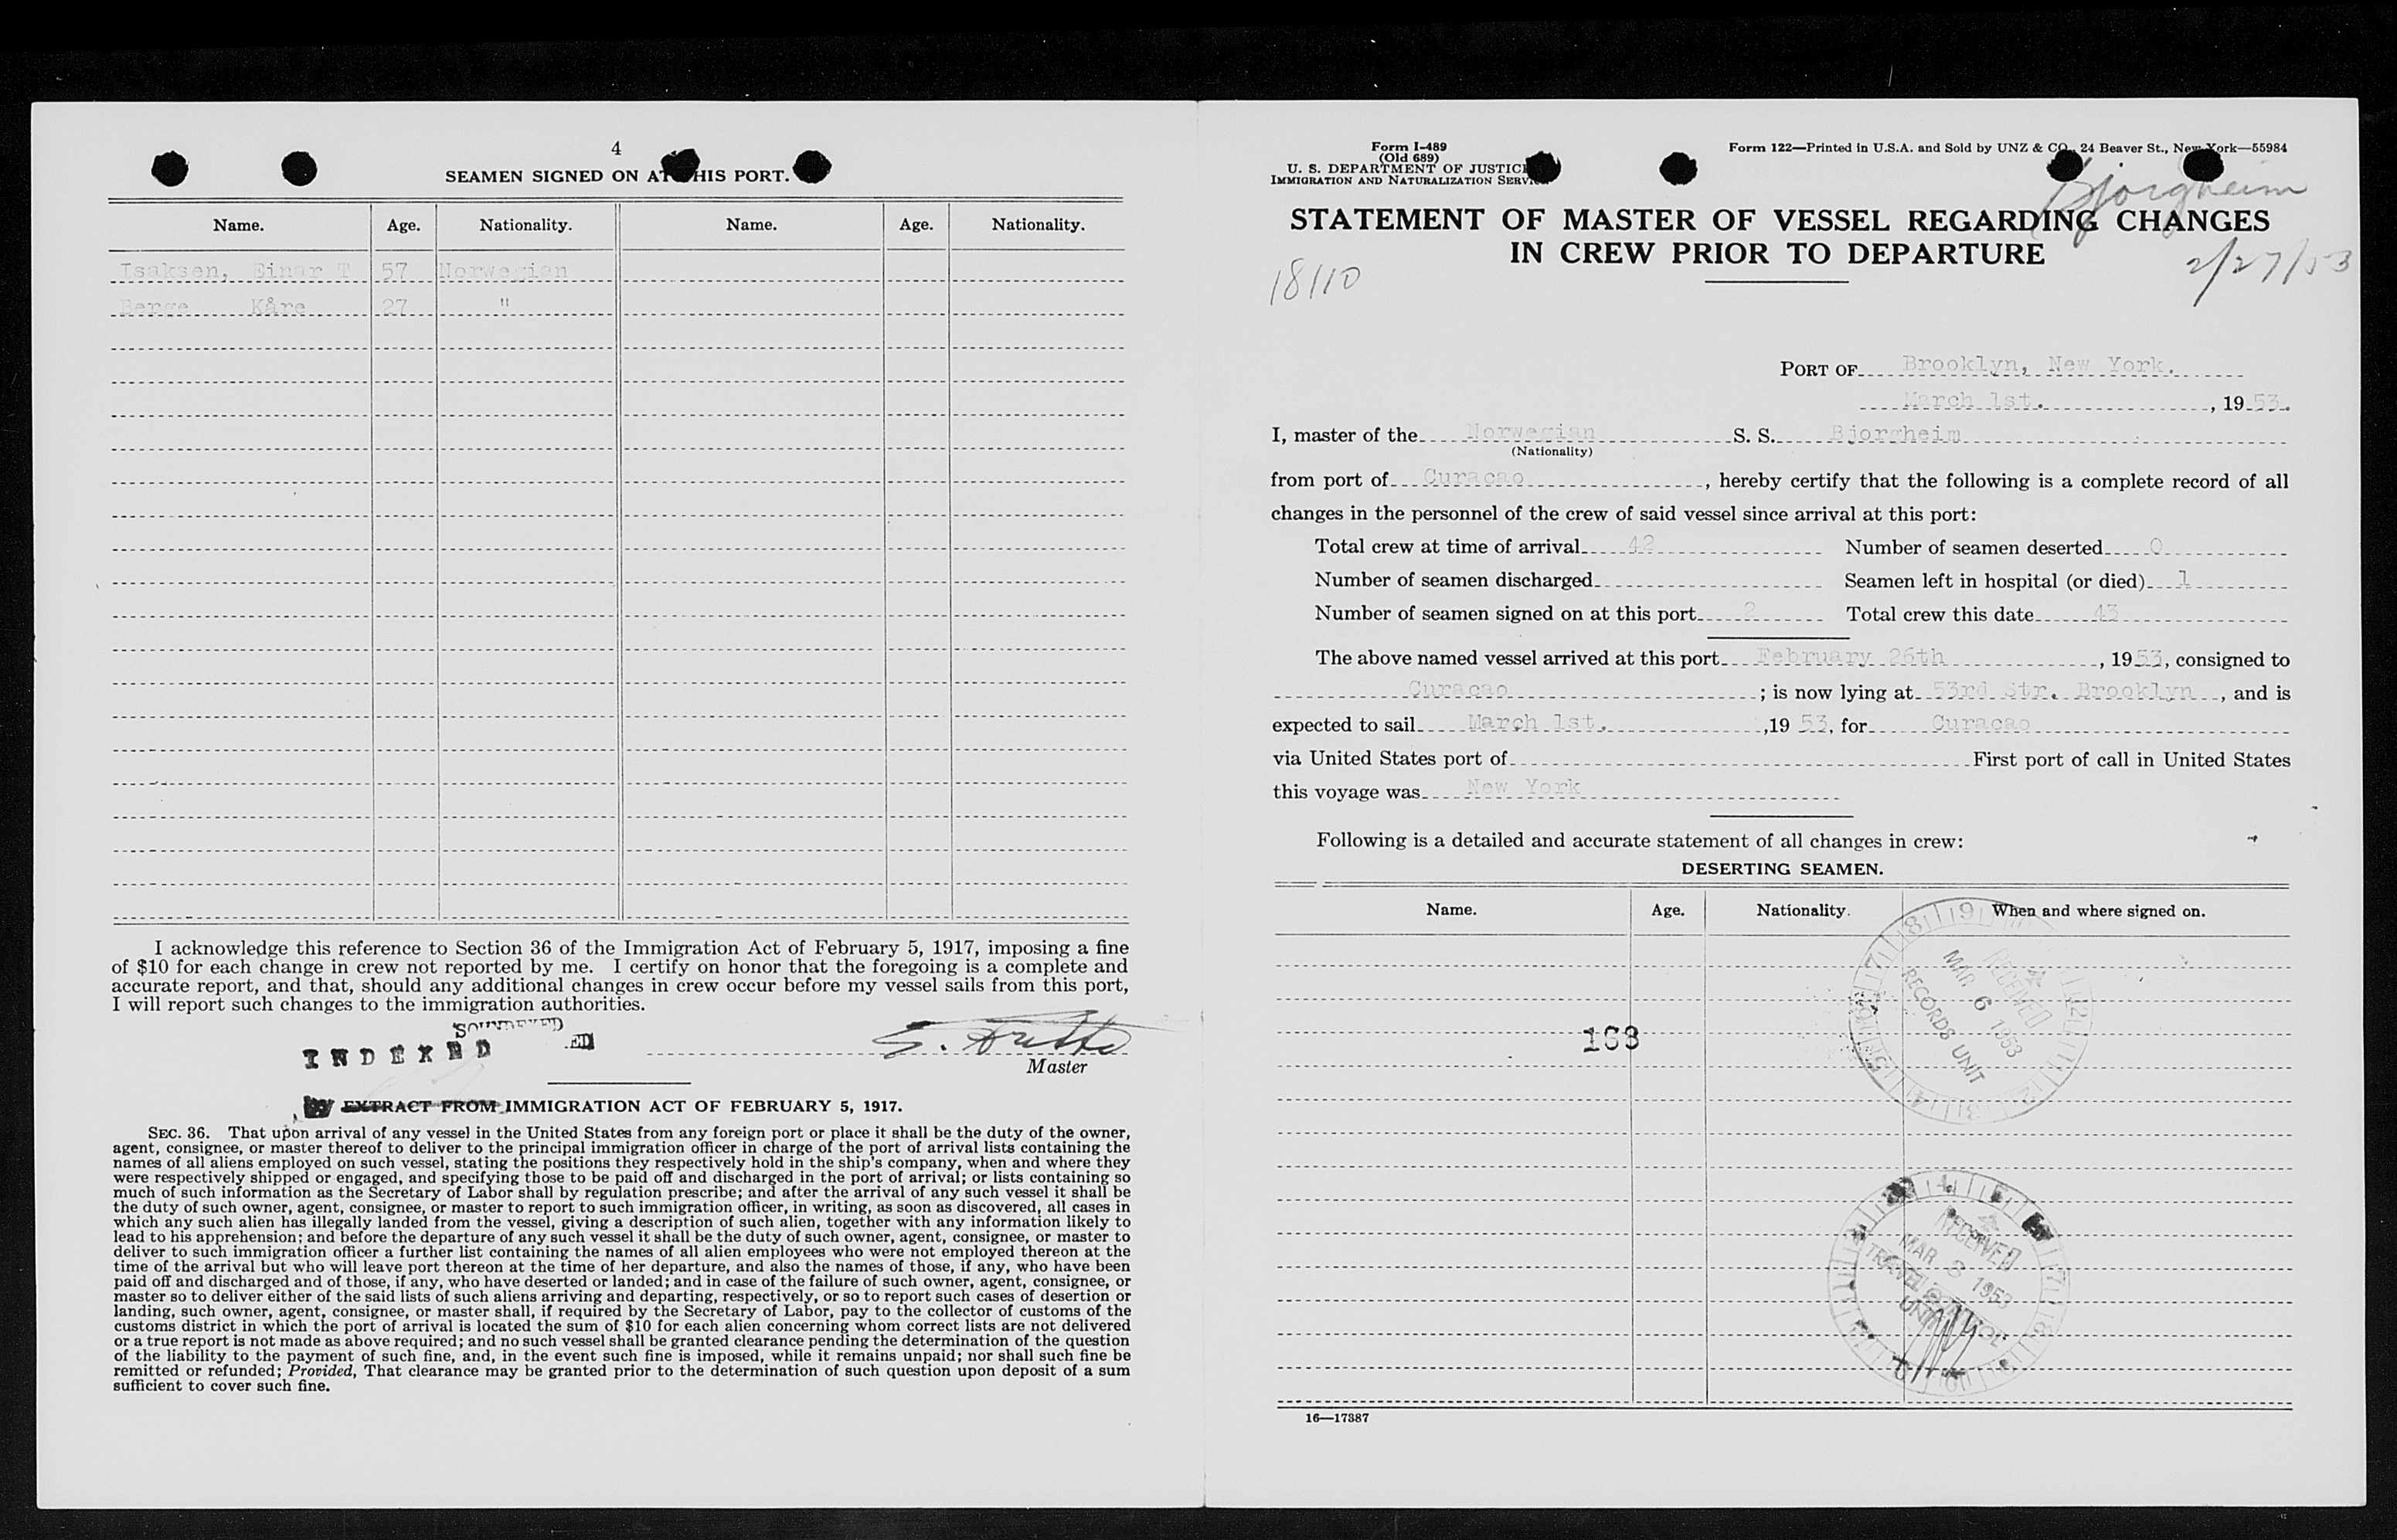 4
SEAMEN SIGNED ON AT THIS PORT.
Name. Age. Nationality. Name. Age. Nationality.
Isaksen, Einar T 57 Norwegian
Berge Kåre 27 "
I acknowledge this reference to Section 36 of the Immigration Act of February 5, 1917, imposing a fine
of $10 for each change in crew not reported by me. I certify on honor that the foregoing is a complete and
accurate report, and that, should any additional changes in crew occur before my vessel sails from this port,
I will report such changes to the immigration authorities.
INDEXED
Master
EXTRACT FROM IMMIGRATION ACT OF FEBRUARY 5, 1917.
SEC. 36. That upon arrival of any vessel in the United States from any foreign port or place it shall be the duty of the owner,
agent, consignee, or master thereof to deliver to the principal immigration officer in charge of the port of arrival lists containing the
names of all aliens employed on such vessel, stating the positions they respectively hold in the ship's company, when and where they
were respectively shipped or engaged, and specifying those to be paid off and discharged in the port of arrival; or lists containing so
much of such information as the Secretary of Labor shall by regulation prescribe; and after the arrival of any such vessel it shall be
the duty of such owner, agent, consignee, or master to report to such immigration officer, in writing, as soon as discovered, all cases in
which any such alien has illegally landed from the vessel, giving a description of such alien, together with any information likely to
lead to his apprehension; and before the departure of any such vessel it shall be the duty of such owner, agent, consignee, or master to
deliver to such immigration officer a further list containing the names of all alien employees who were not employed thereon at the
time of the arrival but who will leave port thereon at the time of her departure, and also the names of those, if any, who have been
paid off and discharged and of those, if any, who have deserted or landed; and in case of the failure of such owner, agent, consignee, or
master so to deliver either of the said lists of such aliens arriving and departing, respectively, or so to report such cases of desertion or
landing, such owner, agent, consignee, or master shall, if required by the Secretary of Labor, pay to the collector of customs of the
customs district in which the port of arrival is located the sum of $10 for each alien concerning whom correct lists are not delivered
or a true report is not made as above required; and no such vessel shall be granted clearance pending the determination of the question
of the liability to the payment of such fine, and, in the event such fine is imposed, while it remains unpaid; nor shall such fine be
remitted or refunded; Provided, That clearance may be granted prior to the determination of such question upon deposit of a sum
sufficient to cover such fine.
Form I-489
(Old 689)
U. S. DEPARTMENT OF JUSTICE
IMMIGRATION AND NATURALIZATION SERVICE
Form 122—Printed in U.S.A. and Sold by UNZ & CO., 24 Beaver St., New York—55984
Bjorgheim
STATEMENT OF MASTER OF VESSEL REGARDING CHANGES
IN CREW PRIOR TO DEPARTURE
2/27/53
18110
PORT OF Brooklyn, New York.
March 1st. , 19 53.
I, master of the Norwegian S. S. Bjorgheim
(Nationality)
from port of Curacao , hereby certify that the following is a complete record of all
changes in the personnel of the crew of said vessel since arrival at this port:
Total crew at time of arrival 42 Number of seamen deserted 0
Number of seamen discharged Seamen left in hospital (or died) 1
Number of seamen signed on at this port 2 Total crew this date 43
The above named vessel arrived at this port February 26th , 19 53, consigned to
Curacao ; is now lying at 53rd Str. Brooklyn , and is
expected to sail March 1st. ,19 53, for Curacao
via United States port of First port of call in United States
this voyage was New York
Following is a detailed and accurate statement of all changes in crew:
DESERTING SEAMEN.
Name. Age. Nationality. When and where signed on.
RECEIVED
MAR 6 1953
RECORDS UNIT
168
RECEIVED
MAR 3 1953
UNIT
16—17387